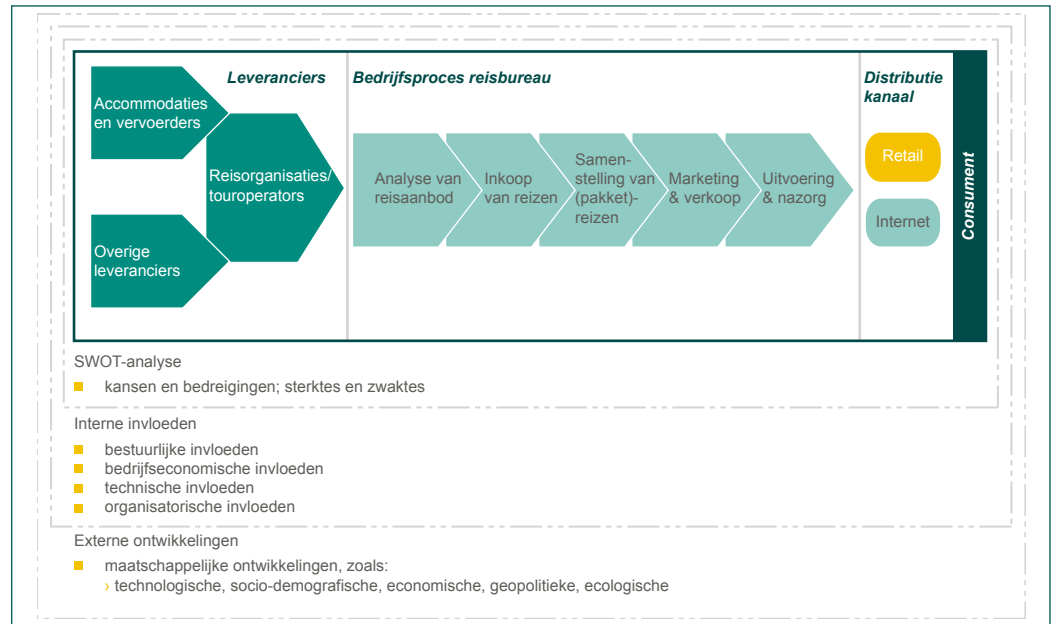 Leveranciers
Accommodaties
en vervoerders
Reisorganisaties/
touroperators
Overige
leveranciers
Bedrijfsproces reisbureau
Analyse van
reisaanbod
Inkoop
van reizen
Samen-
stelling van
(pakket)-
reizen
Marketing
& verkoop
Uitvoering
& nazorg
Distributie
kanaal
Retail
Internet
Consument
SWOT-analyse
kansen en bedreigingen; sterktes en zwaktes
Interne invloeden
bestuurlijke invloeden
bedrijfseconomische invloeden
technische invloeden
organisatorische invloeden
Externe ontwikkelingen
maatschappelijke ontwikkelingen, zoals:
› technologische, socio-demografische, economische, geopolitieke, ecologische